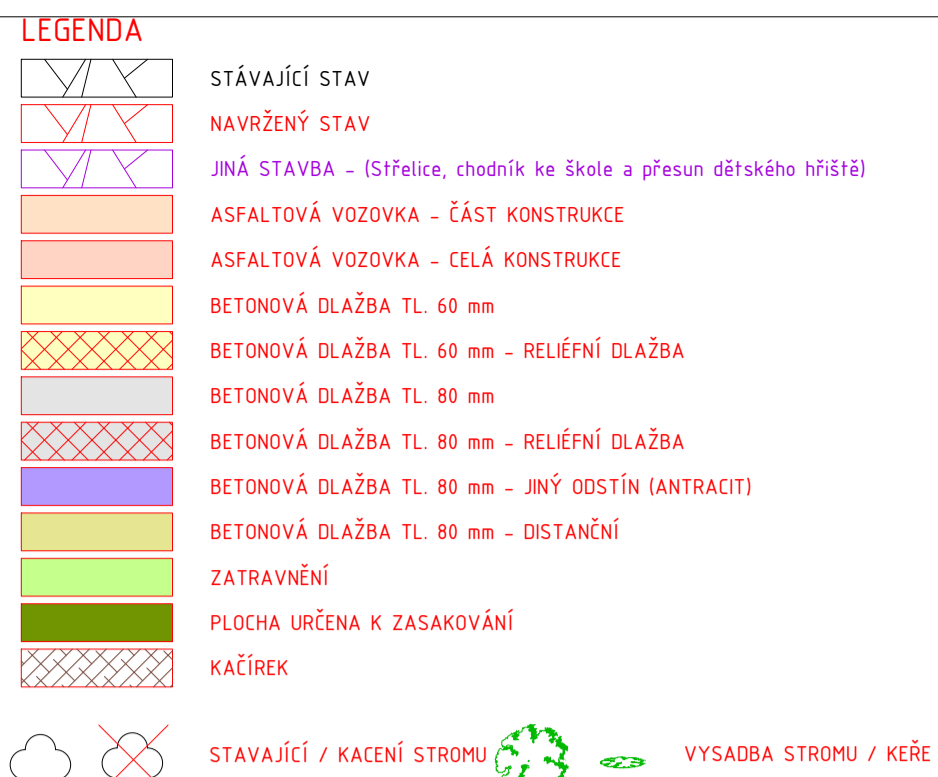 LEGENDA
STÁVAJÍCÍ STAV
NAVRŽENÝ STAV
JINÁ STAVBA - (Střelice, chodník ke škole a přesun dětského hřiště)
ASFALTOVÁ VOZOVKA - ČÁST KONSTRUKCE
ASFALTOVÁ VOZOVKA - CELÁ KONSTRUKCE
BETONOVÁ DLAŽBA TL. 60 mm
BETONOVÁ DLAŽBA TL. 60 mm - RELIÉFNÍ DLAŽBA
BETONOVÁ DLAŽBA TL. 80 mm
BETONOVÁ DLAŽBA TL. 80 mm - RELIÉFNÍ DLAŽBA
BETONOVÁ DLAŽBA TL. 80 mm - JINÝ ODSTÍN (ANTRACIT)
BETONOVÁ DLAŽBA TL. 80 mm - DISTANČNÍ
ZATRAVNĚNÍ
PLOCHA URČENA K ZASAKOVÁNÍ
KAČÍREK
STAVAJÍCÍ / KACENÍ STROMU VYSADBA STROMU / KEŘE